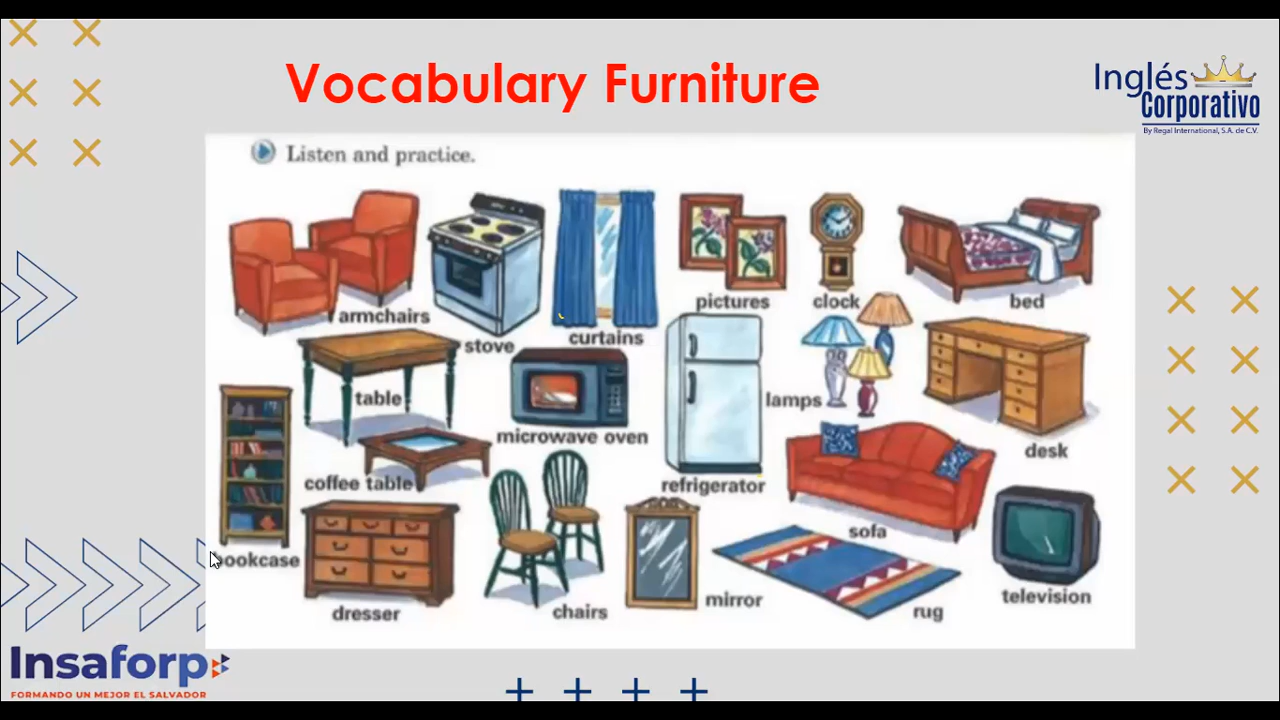 Vocabulary Furniture
Inglés
Corporativo
By Regal International, S.A. de C.V.
Listen and practice.
armchairs
stove
curtains
pictures
clock
bed
table
microwave oven
lamps
coffee table
refrigerator
desk
bookcase
dresser
chairs
mirror
sofa
rug
television
Insaforp
FORMANDO UN MEJOR EL SALVADOR